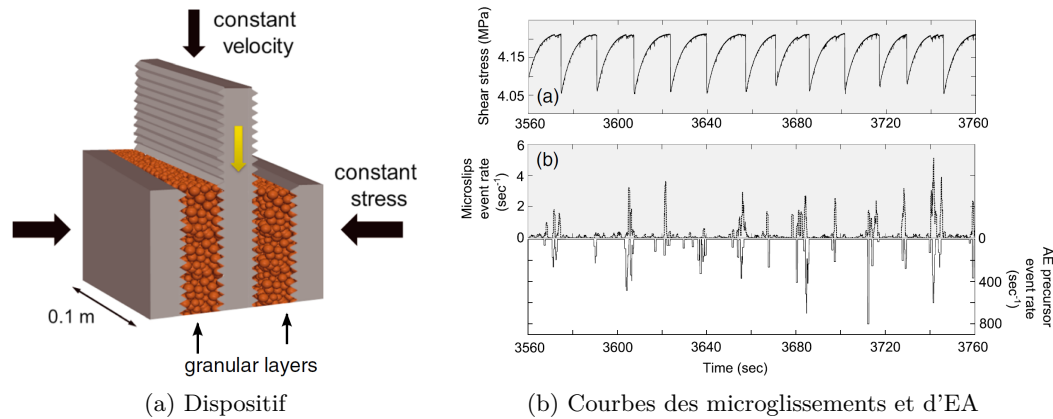 constant
velocity
constant
stress
0.1 m
granular layers
(a) Dispositif
Shear stress (MPa)
4.15
4.05
(a)
3560 3600 3640 3680 3720 3760
(b)
Microslips
event rate
(sec⁻¹)
6
4
2
0
0
400
800
AE precursor
event rate
(sec⁻¹)
3560 3600 3640 3680 3720 3760
Time (sec)
(b) Courbes des microglissements et d'EA